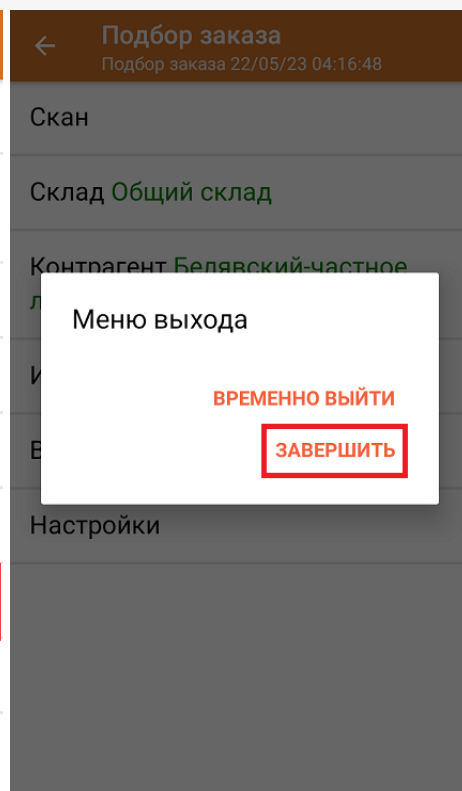 Подбор заказа
Подбор заказа 22/05/23 04:16:48
Скан
Склад Общий склад
Контрагент Белявский-частное
Меню выхода
ВРЕМЕННО ВЫЙТИ
ЗАВЕРШИТЬ
Настройки